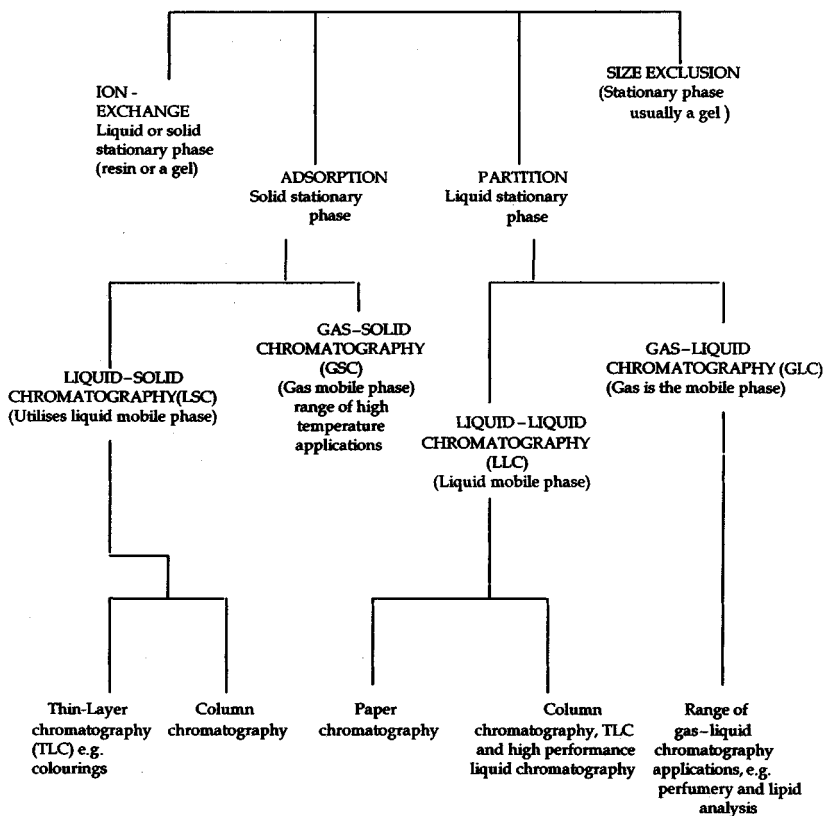 ION -
EXCHANGE
Liquid or solid
stationary phase
(resin or a gel)
ADSORPTION
Solid stationary
phase
PARTITION
Liquid stationary
phase
SIZE EXCLUSION
(Stationary phase
usually a gel )
LIQUID-SOLID
CHROMATOGRAPHY(LSC)
(Utilises liquid mobile phase)
GAS-SOLID
CHROMATOGRAPHY
(GSC)
(Gas mobile phase)
range of high
temperature
applications
LIQUID-LIQUID
CHROMATOGRAPHY
(LLC)
(Liquid mobile phase)
GAS-LIQUID
CHROMATOGRAPHY (GLC)
(Gas is the mobile phase)
Thin-Layer
chromatography
(TLC) e.g.
colourings
Column
chromatography
Paper
chromatography
Column
chromatography, TLC
and high performance
liquid chromatography
Range of
gas-liquid
chromatography
applications, e.g.
perfumery and lipid
analysis